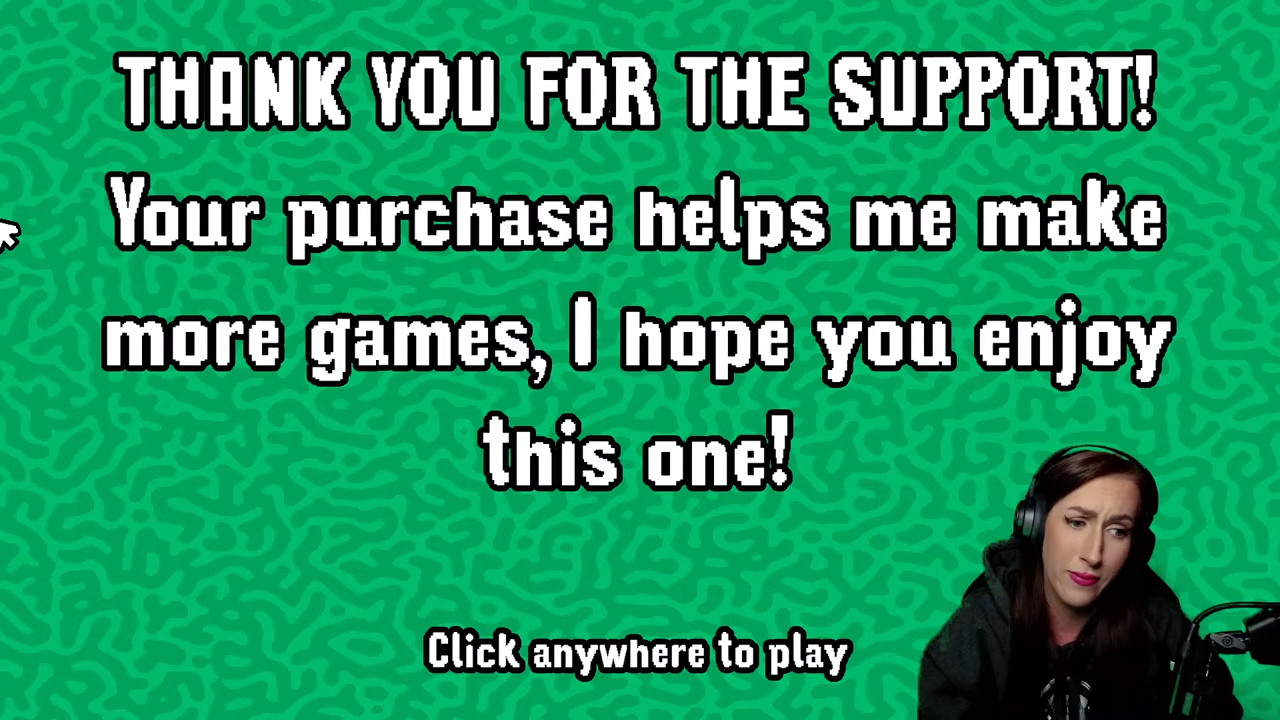 THANK YOU FOR THE SUPPORT!
Your purchase helps me make
more games, I hope you enjoy
this one!
Click anywhere to play